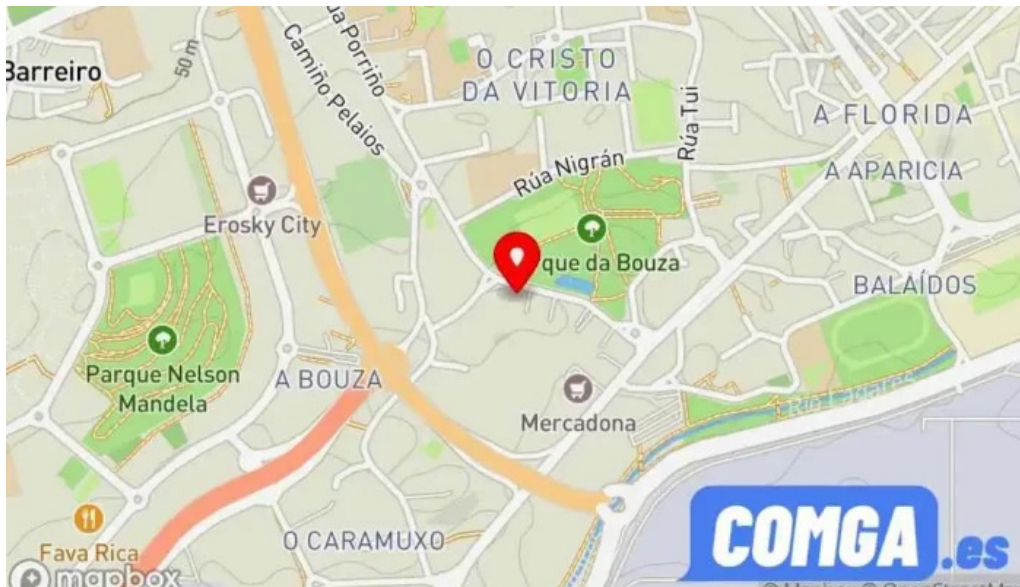 Barreiro
50 m
Rúa Porriño
Camiño Pelaios
O CRISTO
DA VITORIA
Rúa Tui
A FLORIDA
A APARICIA
Rúa Nigrán
Erosky City
que da Bouza
BALAÍDOS
Parque Nelson
Mandela
A BOUZA
Mercadona
Río Lagares
O CARAMUXO
Fava Rica
mapbox
COMGA.es